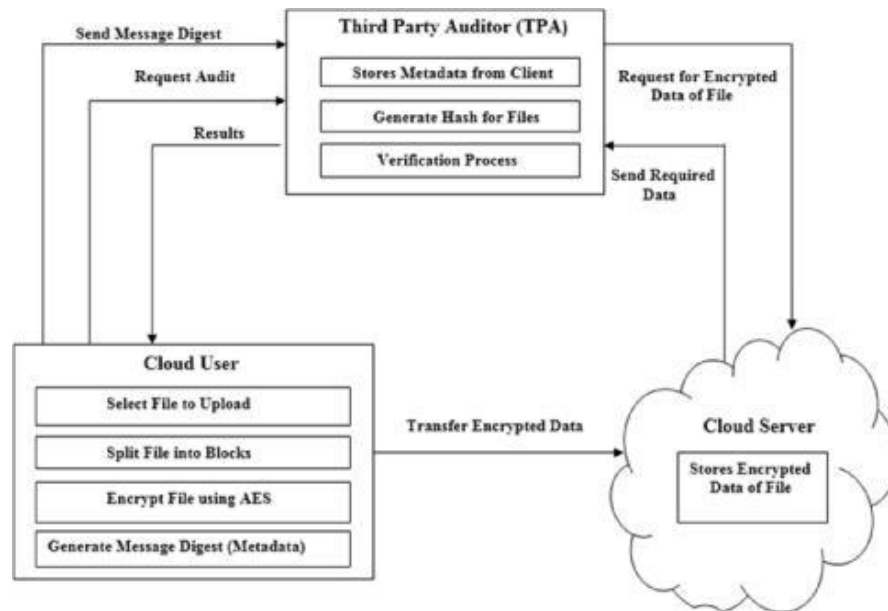 Send Message Digest
Third Party Auditor (TPA)
Request Audit
Stores Metadata from Client
Request for Encrypted
Data of File
Generate Hash for Files
Results
Verification Process
Send Required
Data
Cloud User
Select File to Upload
Split File into Blocks
Encrypt File using AES
Generate Message Digest (Metadata)
Transfer Encrypted Data
Cloud Server
Stores Encrypted
Data of File